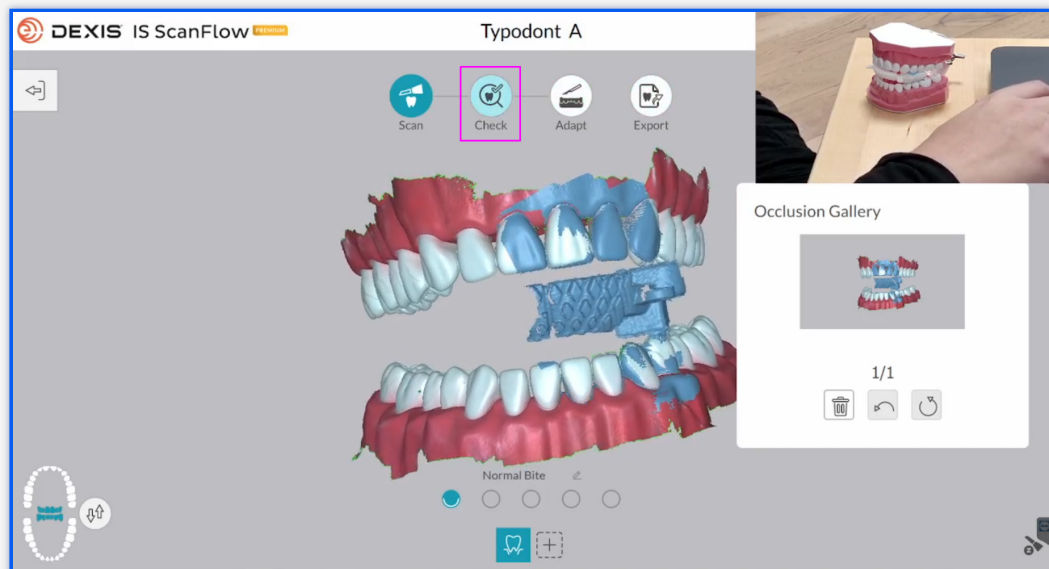 DEXIS IS ScanFlow PREMIUM
Typodont A
Scan
Check
Adapt
Export
Occlusion Gallery
1/1
Normal Bite